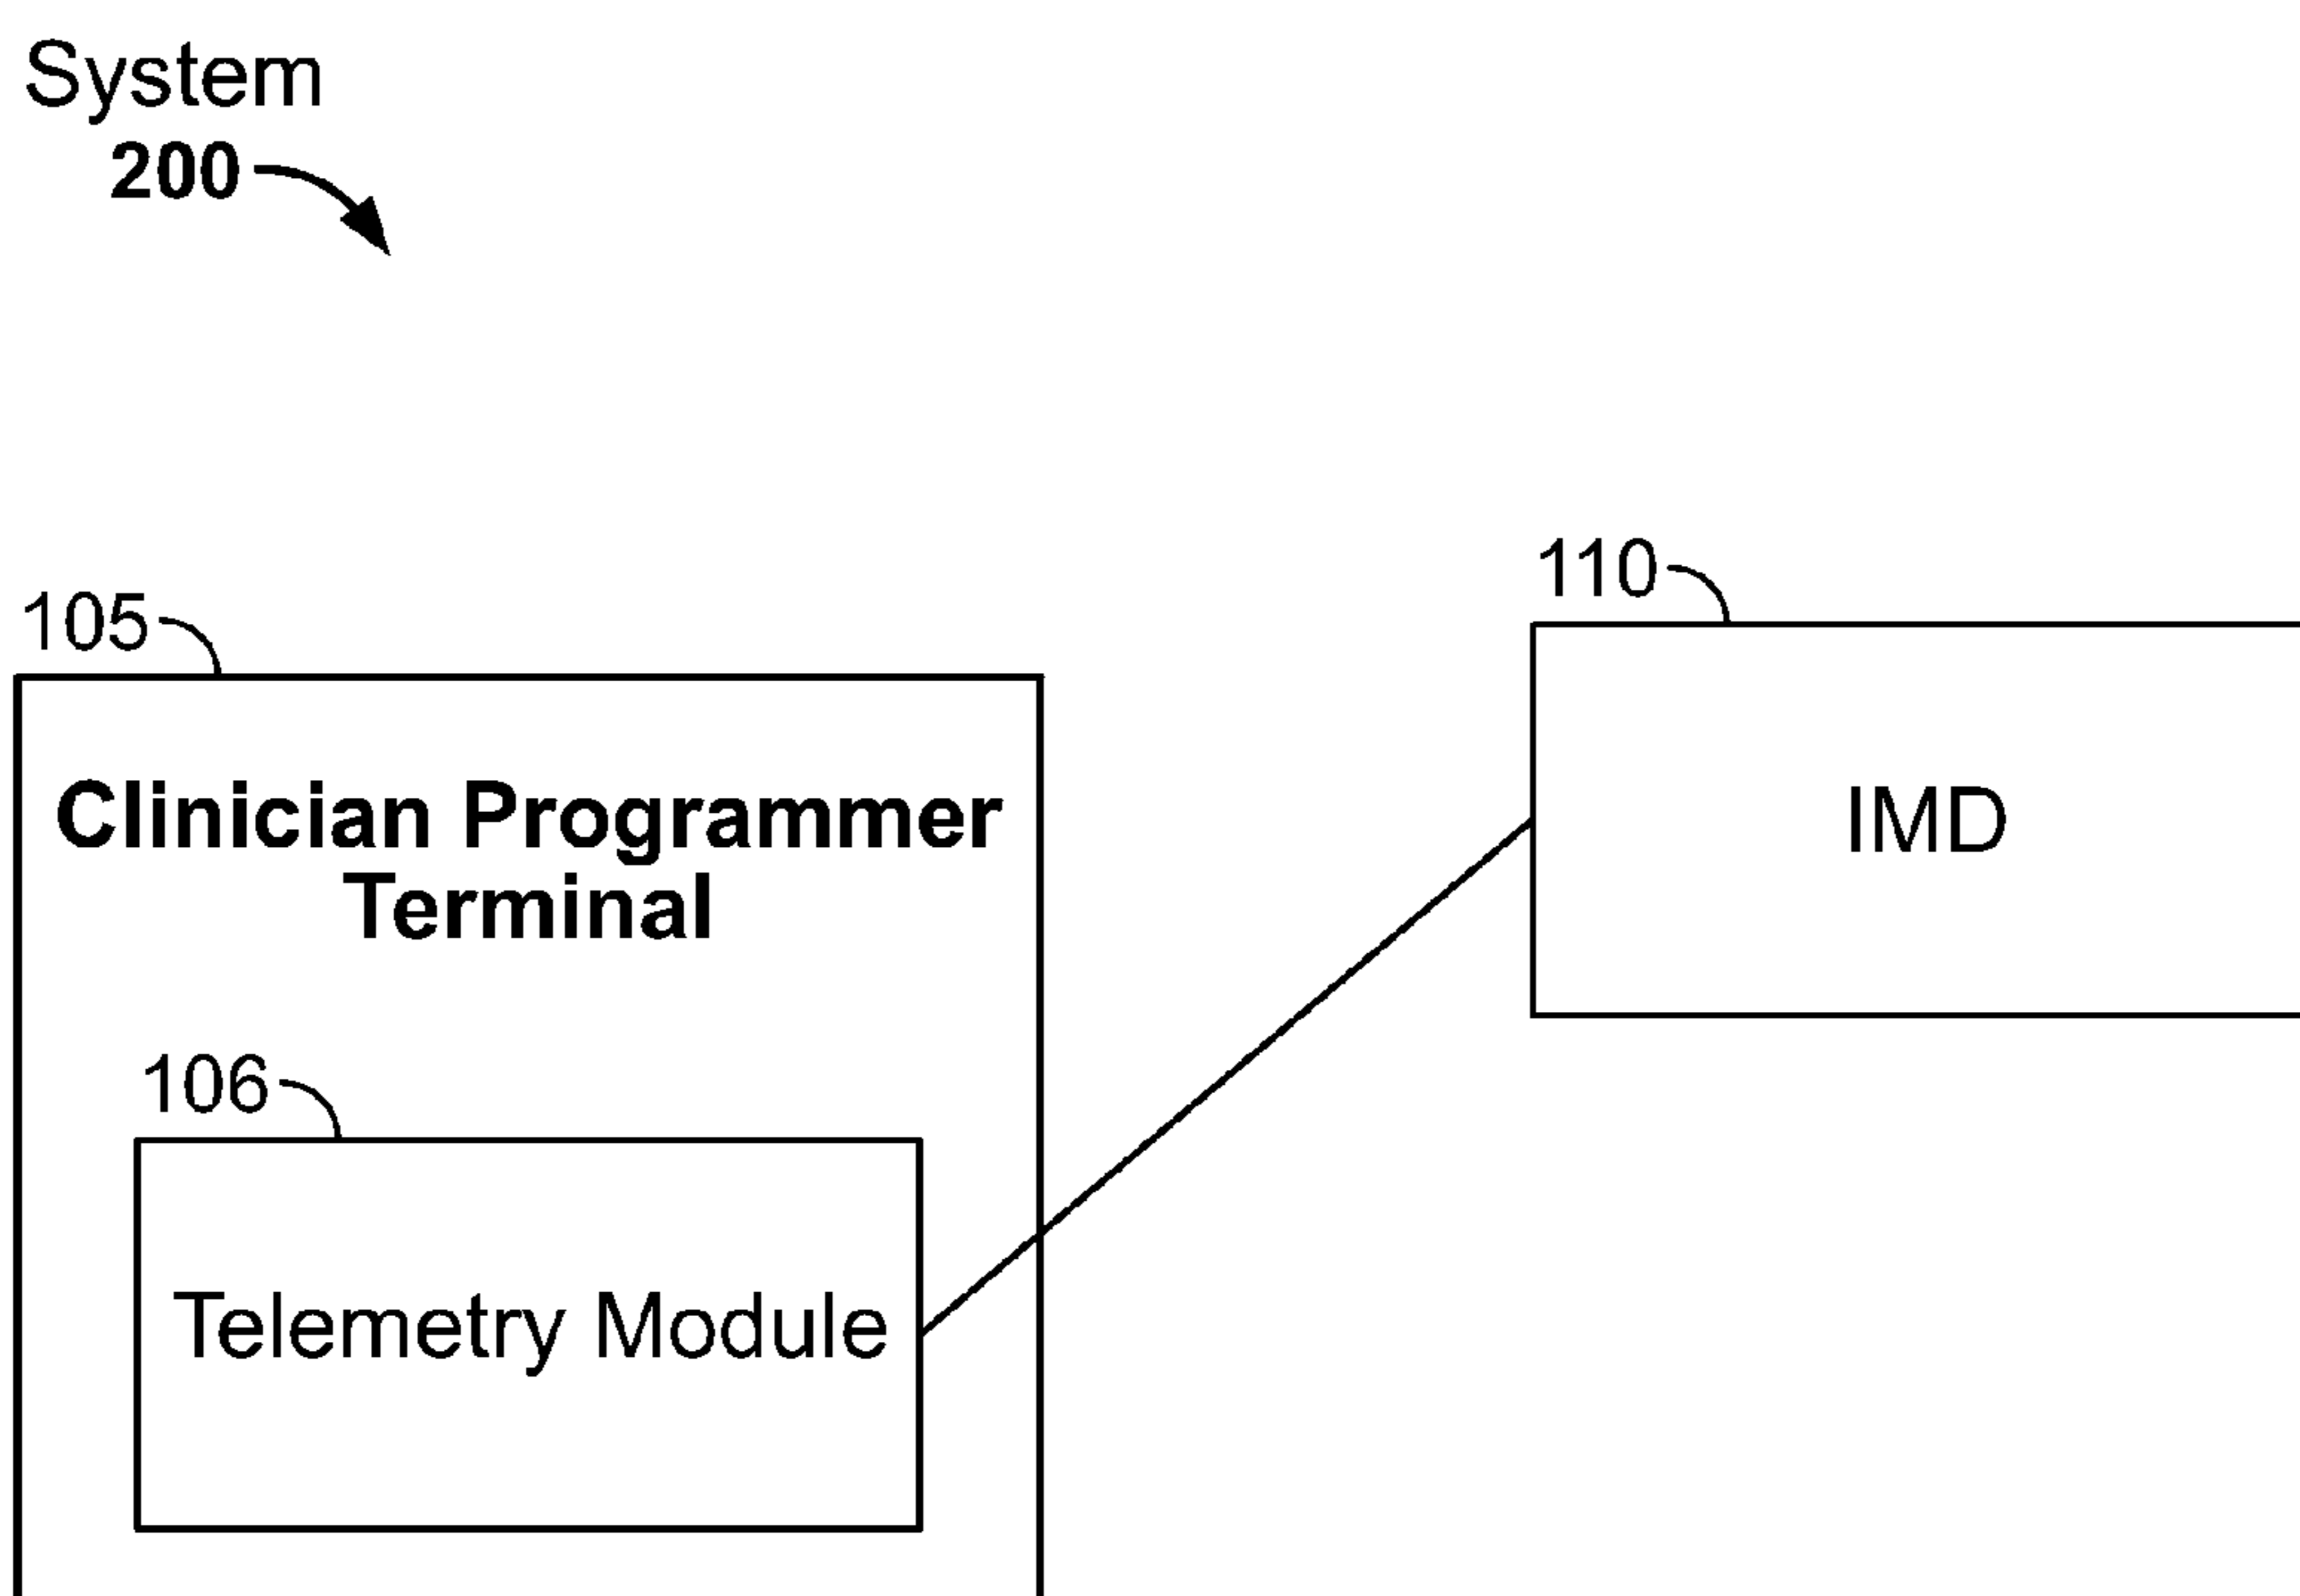 System
200
110
105
IMD
Clinician Programmer
Terminal
106
Telemetry Module